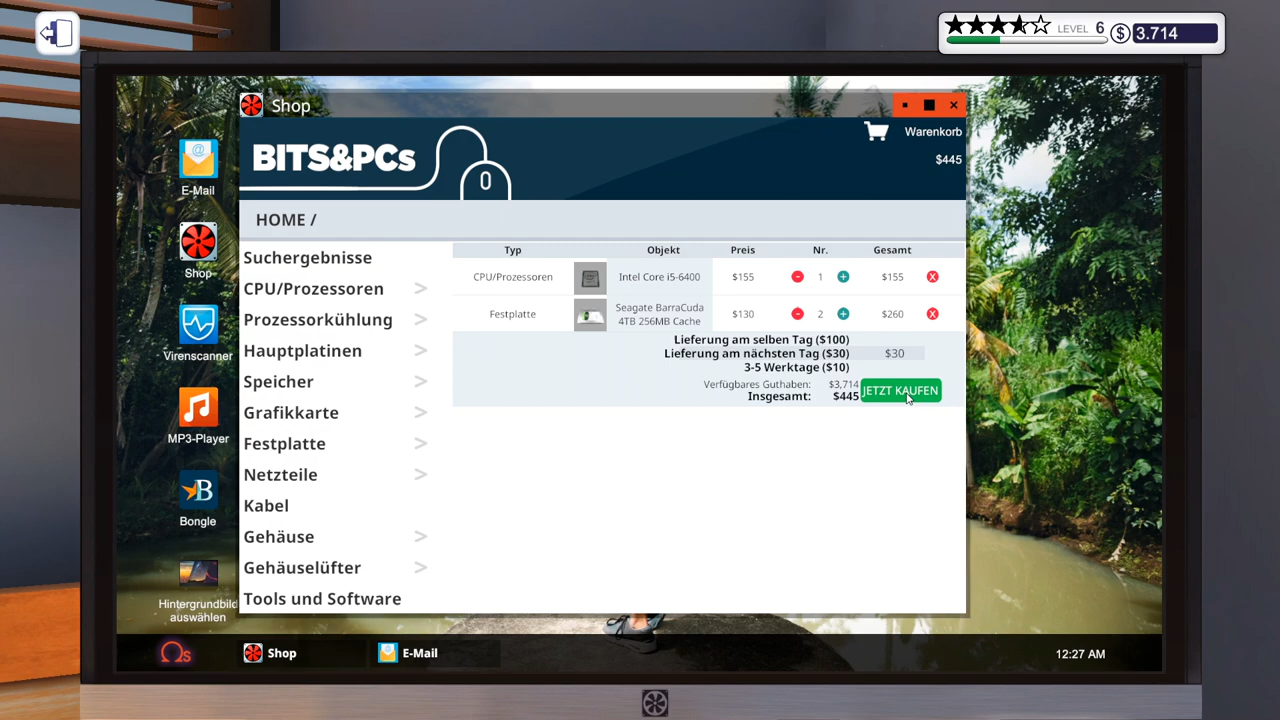 LEVEL 6 $ 3.714
Shop
BITS&PCs
Warenkorb
$445
HOME /
E-Mail
Shop
Virenscanner
MP3-Player
Bongle
Hintergrundbild
auswählen
Suchergebnisse
CPU/Prozessoren >
Prozessorkühlung >
Hauptplatinen >
Speicher >
Grafikkarte >
Festplatte >
Netzteile >
Kabel
Gehäuse >
Gehäuselüfter >
Tools und Software
Typ Objekt Preis Nr. Gesamt
CPU/Prozessoren Intel Core i5-6400 $155 - 1 + $155 X
Festplatte Seagate BarraCuda
4TB 256MB Cache $130 - 2 + $260 X
Lieferung am selben Tag ($100)
Lieferung am nächsten Tag ($30) $30
3-5 Werktage ($10)
Verfügbares Guthaben: $3,714
Insgesamt: $445
JETZT KAUFEN
Shop E-Mail 12:27 AM